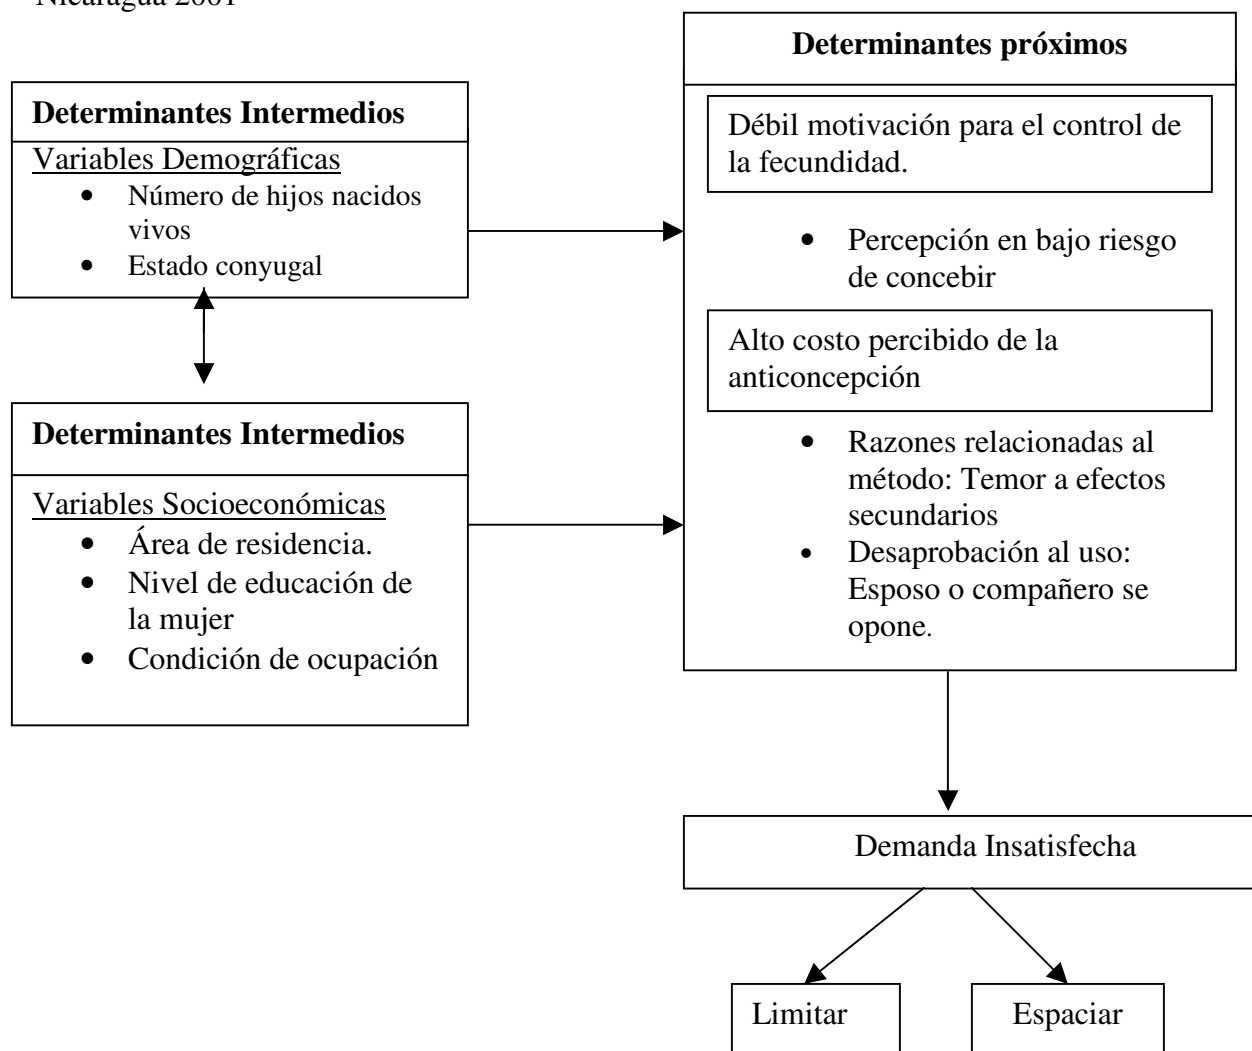 Nicaragua 2001
Determinantes Intermedios
Variables Demográficas
• Número de hijos nacidos
vivos
• Estado conyugal
Determinantes Intermedios
Variables Socioeconómicas
• Área de residencia.
• Nivel de educación de
la mujer
• Condición de ocupación
Determinantes próximos
Débil motivación para el control de
la fecundidad.
• Percepción en bajo riesgo
de concebir
Alto costo percibido de la
anticoncepción
• Razones relacionadas al
método: Temor a efectos
secundarios
• Desaprobación al uso:
Esposo o compañero se
opone.
Demanda Insatisfecha
Limitar
Espaciar